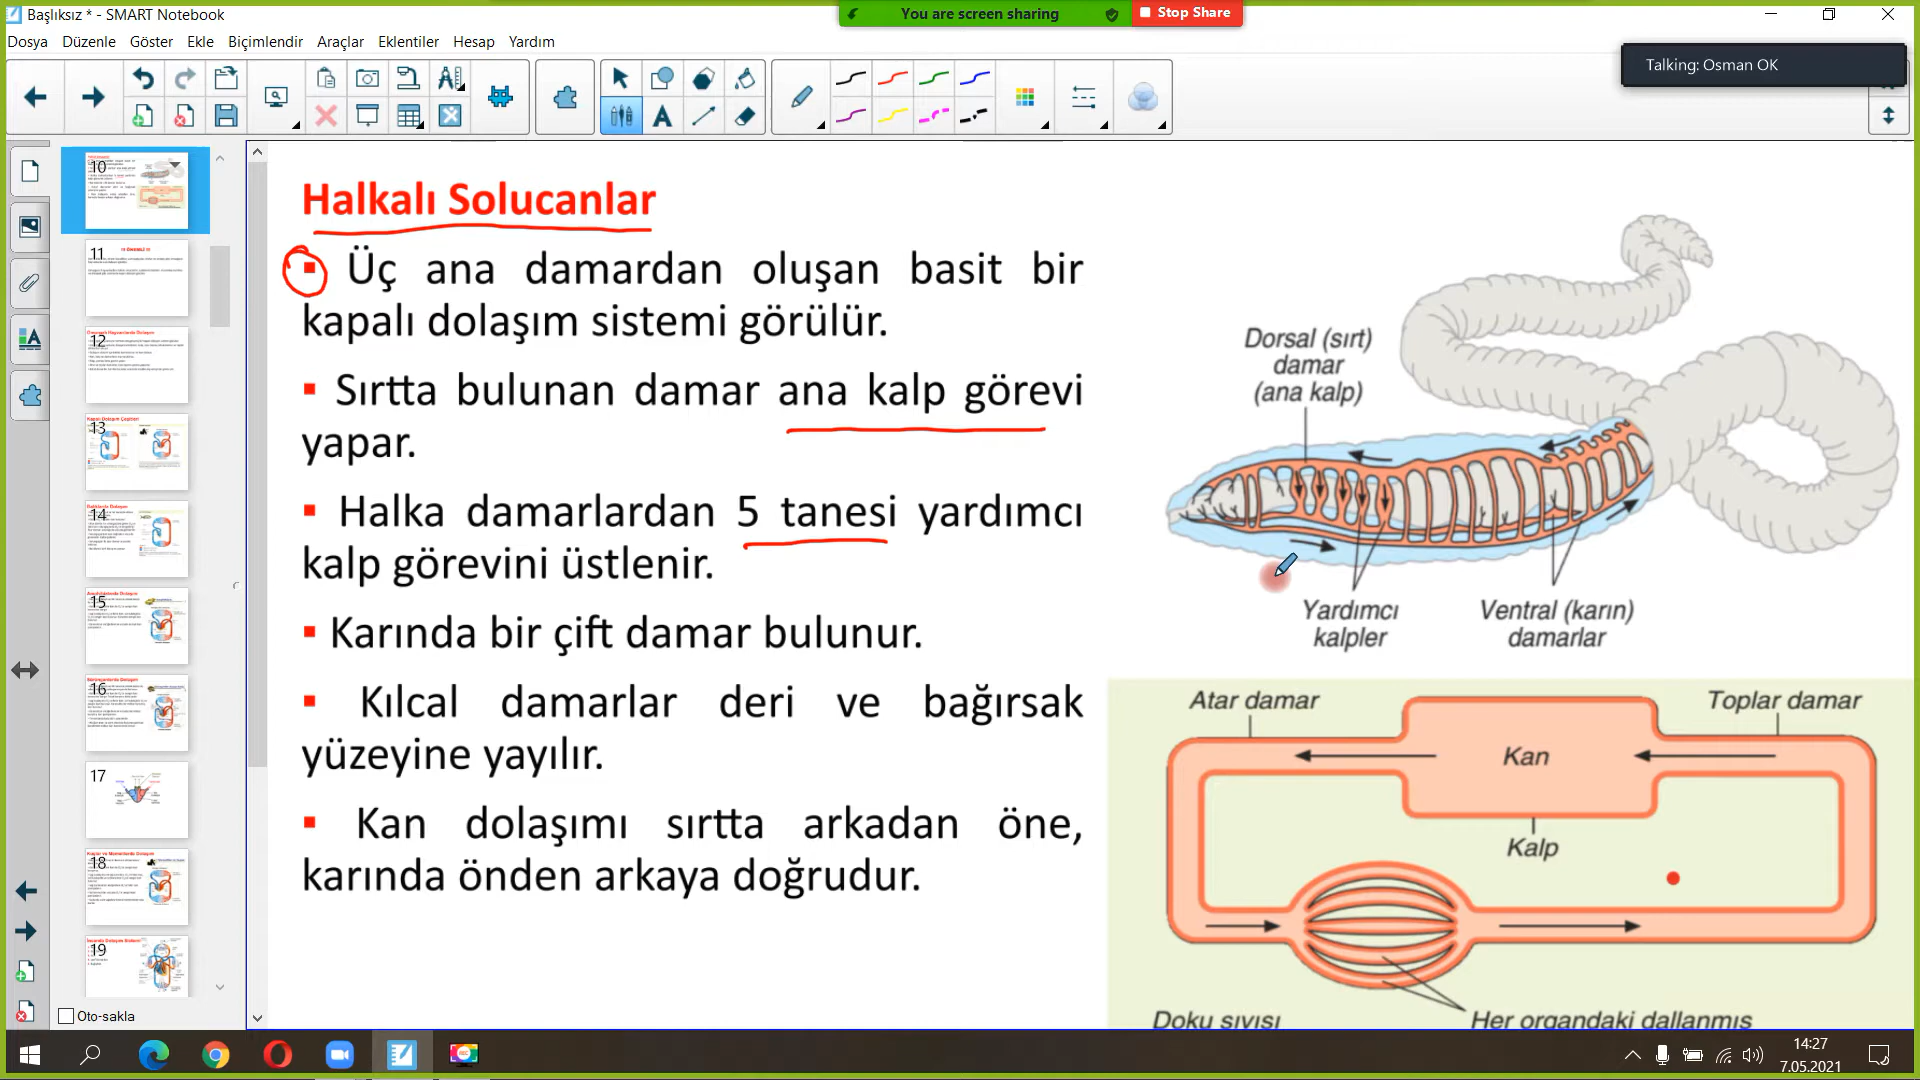 Başlıksız * - SMART Notebook
You are screen sharing
Stop Share
Dosya Düzenle Göster Ekle Biçimlendir Araçlar Eklentiler Hesap Yardım
Talking: Osman OK
10
11
12
13
14
15
16
17
18
19
Oto-sakla
Halkalı Solucanlar
▪ Üç ana damardan oluşan basit bir
kapalı dolaşım sistemi görülür.
▪ Sırtta bulunan damar ana kalp görevi
yapar.
▪ Halka damarlardan 5 tanesi yardımcı
kalp görevini üstlenir.
▪ Karında bir çift damar bulunur.
▪ Kılcal damarlar deri ve bağırsak
yüzeyine yayılır.
▪ Kan dolaşımı sırtta arkadan öne,
karında önden arkaya doğrudur.
Dorsal (sırt)
damar
(ana kalp)
Yardımcı
kalpler
Ventral (karın)
damarlar
Atar damar
Toplar damar
Kan
Kalp
Doku sıvısı
Her organdaki dallanmış
14:27
7.05.2021